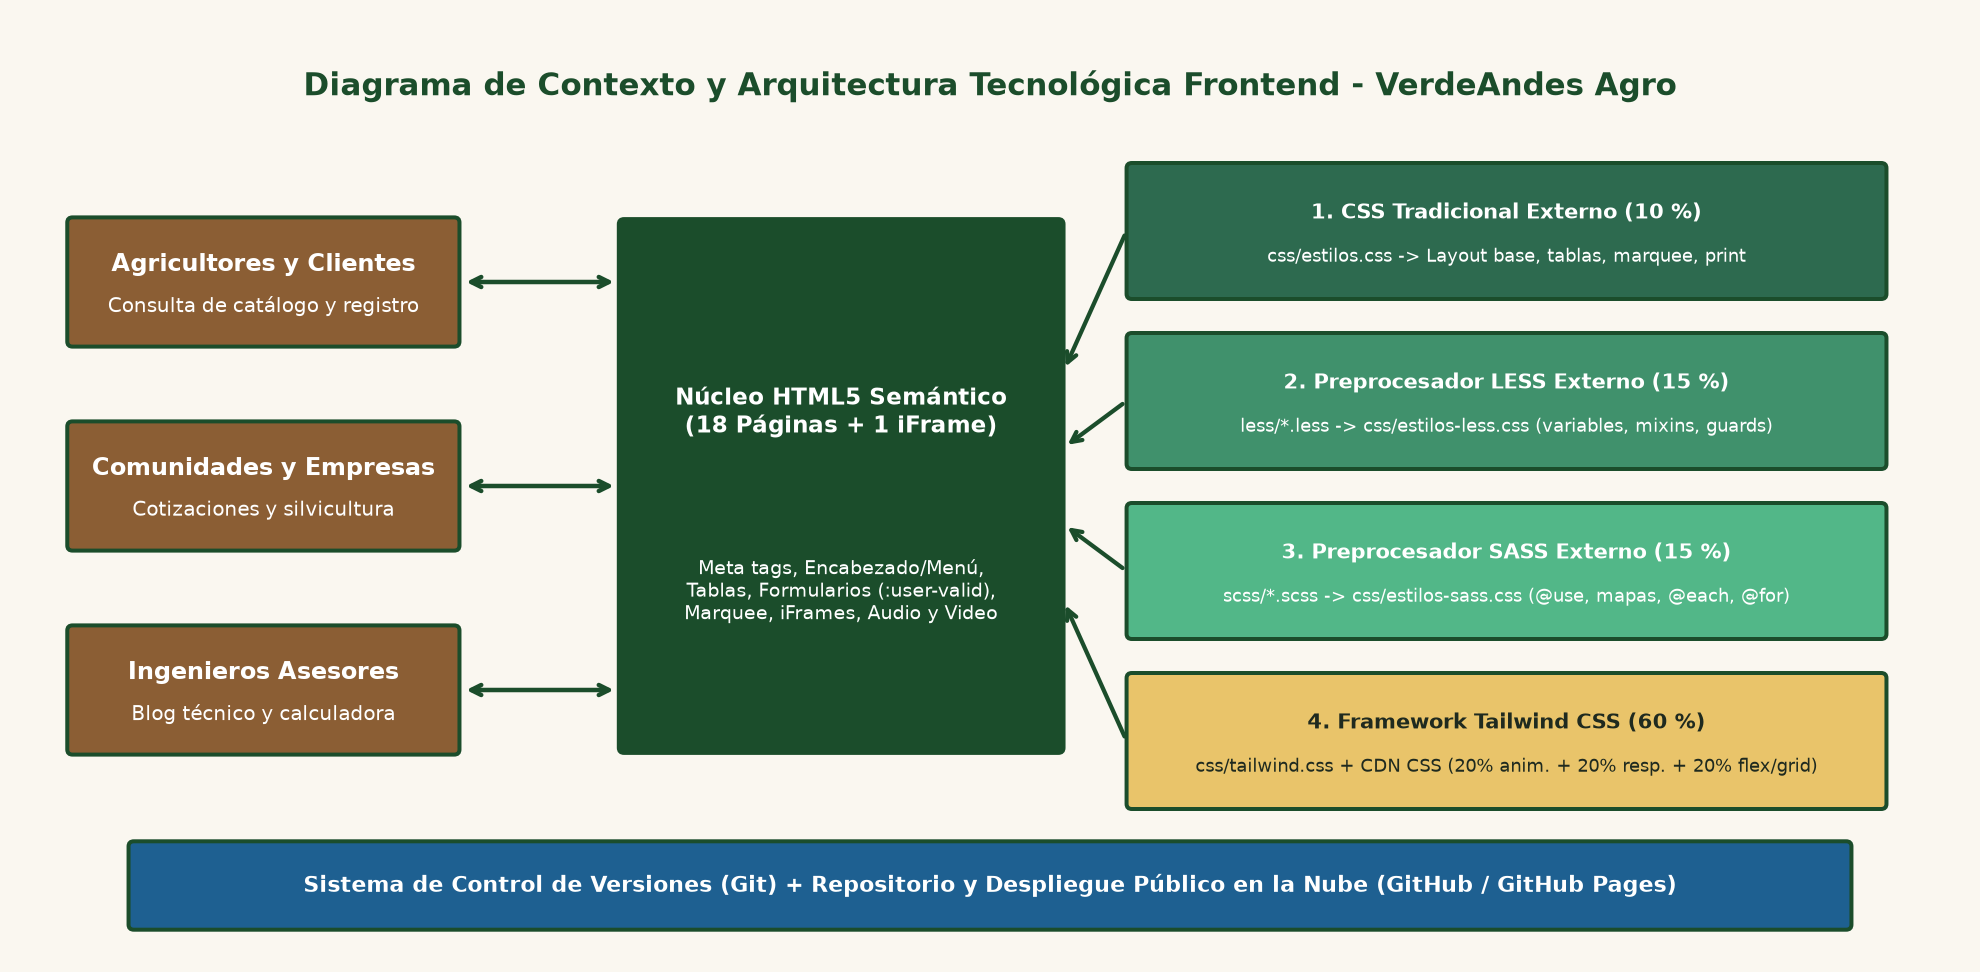 Diagrama de Contexto y Arquitectura Tecnológica Frontend - VerdeAndes Agro
Agricultores y Clientes
Consulta de catálogo y registro
Comunidades y Empresas
Cotizaciones y silvicultura
Ingenieros Asesores
Blog técnico y calculadora
Núcleo HTML5 Semántico
(18 Páginas + 1 iFrame)
Meta tags, Encabezado/Menú,
Tablas, Formularios (:user-valid),
Marquee, iFrames, Audio y Video
1. CSS Tradicional Externo (10 %)
css/estilos.css -> Layout base, tablas, marquee, print
2. Preprocesador LESS Externo (15 %)
less/*.less -> css/estilos-less.css (variables, mixins, guards)
3. Preprocesador SASS Externo (15 %)
scss/*.scss -> css/estilos-sass.css (@use, mapas, @each, @for)
4. Framework Tailwind CSS (60 %)
css/tailwind.css + CDN CSS (20% anim. + 20% resp. + 20% flex/grid)
Sistema de Control de Versiones (Git) + Repositorio y Despliegue Público en la Nube (GitHub / GitHub Pages)